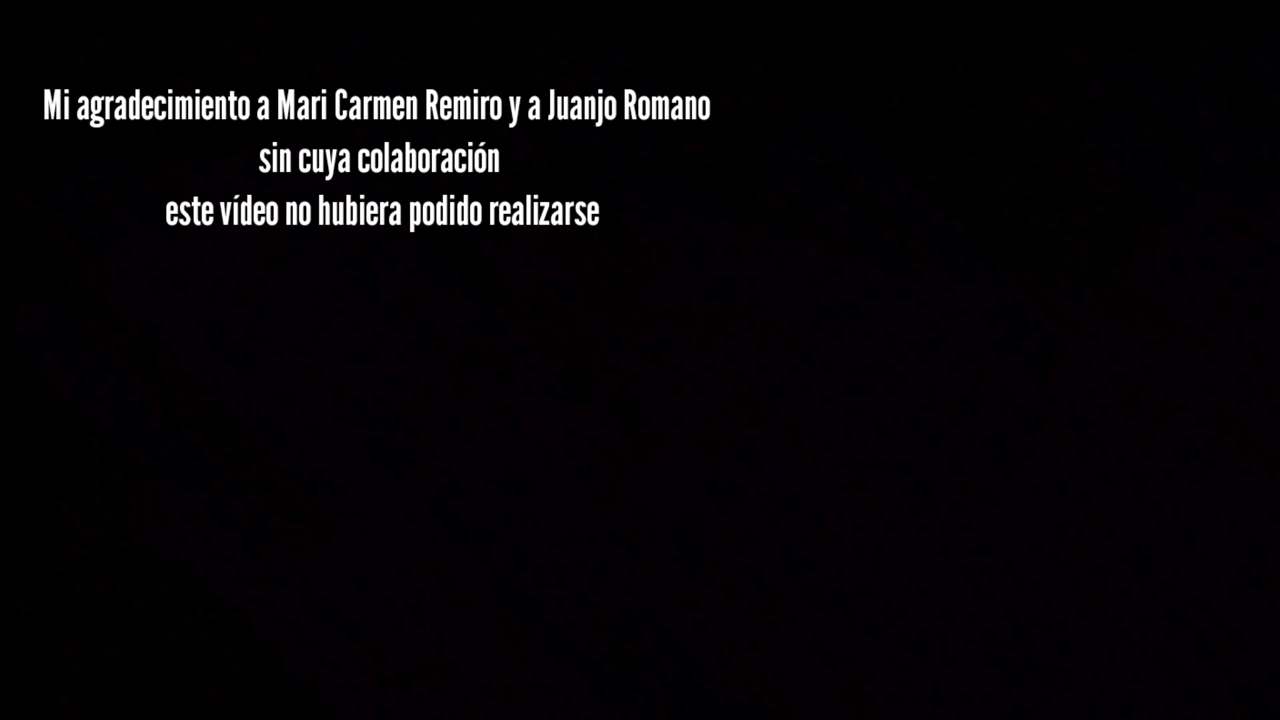 Mi agradecimiento a Mari Carmen Remiro y a Juanjo Romano
sin cuya colaboración
este vídeo no hubiera podido realizarse